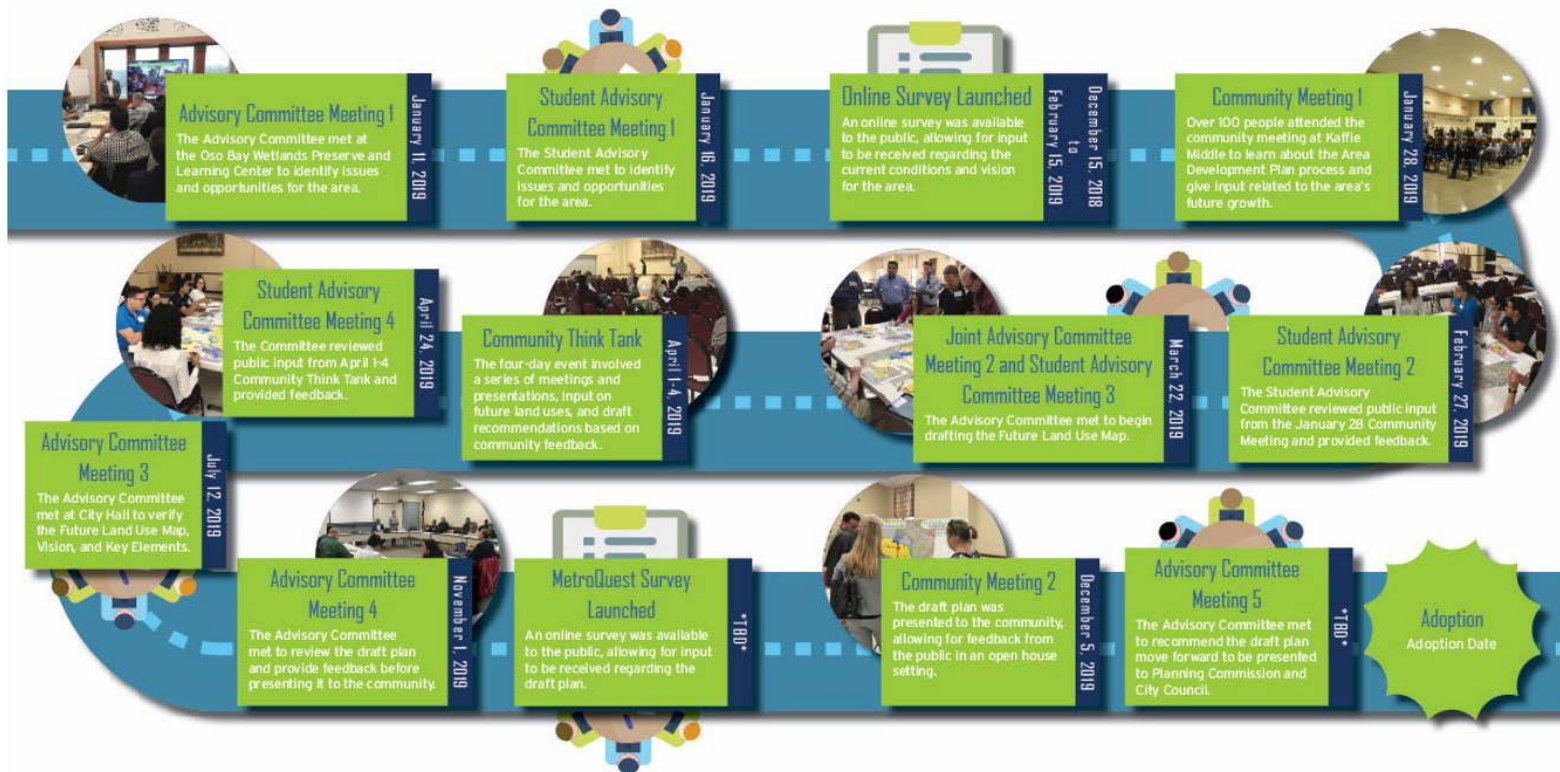 Advisory Committee Meeting 1
The Advisory Committee met at
the Oso Bay Wetlands Preserve and
Learning Center to identify issues
and opportunities for the area.
January 11, 2019
Student Advisory
Committee Meeting 1
The Student Advisory
Committee met to identify
issues and opportunities
for the area.
January 16, 2019
Online Survey Launched
An online survey was available
to the public, allowing for input
to be received regarding the
current conditions and vision
for the area.
December 15, 2018
to
February 15, 2019
Community Meeting 1
Over 100 people attended the
community meeting at Kaffie
Middle to learn about the Area
Development Plan process and
give input related to the area's
future growth.
January 28, 2019
K M
Student Advisory
Committee Meeting 2
The Student Advisory
Committee reviewed public input
from the January 28 Community
Meeting and provided feedback.
February 27, 2019
Joint Advisory Committee
Meeting 2 and Student Advisory
Committee Meeting 3
The Advisory Committee met to begin
drafting the Future Land Use Map.
March 22, 2019
Community Think Tank
The four-day event involved
a series of meetings and
presentations, input on
future land uses, and draft
recommendations based on
community feedback.
April 1-4, 2019
Student Advisory
Committee Meeting 4
The Committee reviewed
public input from April 1-4
Community Think Tank and
provided feedback.
April 24, 2019
Advisory Committee
Meeting 3
The Advisory Committee
met at City Hall to verify
the Future Land Use Map,
Vision, and Key Elements.
July 12, 2019
Advisory Committee
Meeting 4
The Advisory Committee
met to review the draft plan
and provide feedback before
presenting it to the community.
November 1, 2019
MetroQuest Survey
Launched
An online survey was available
to the public, allowing for input
to be received regarding the
draft plan.
*TBD*
Community Meeting 2
The draft plan was
presented to the community,
allowing for feedback from
the public in an open house
setting.
December 5, 2019
Advisory Committee
Meeting 5
The Advisory Committee met
to recommend the draft plan
move forward to be presented
to Planning Commission and
City Council.
*TBD*
Adoption
Adoption Date